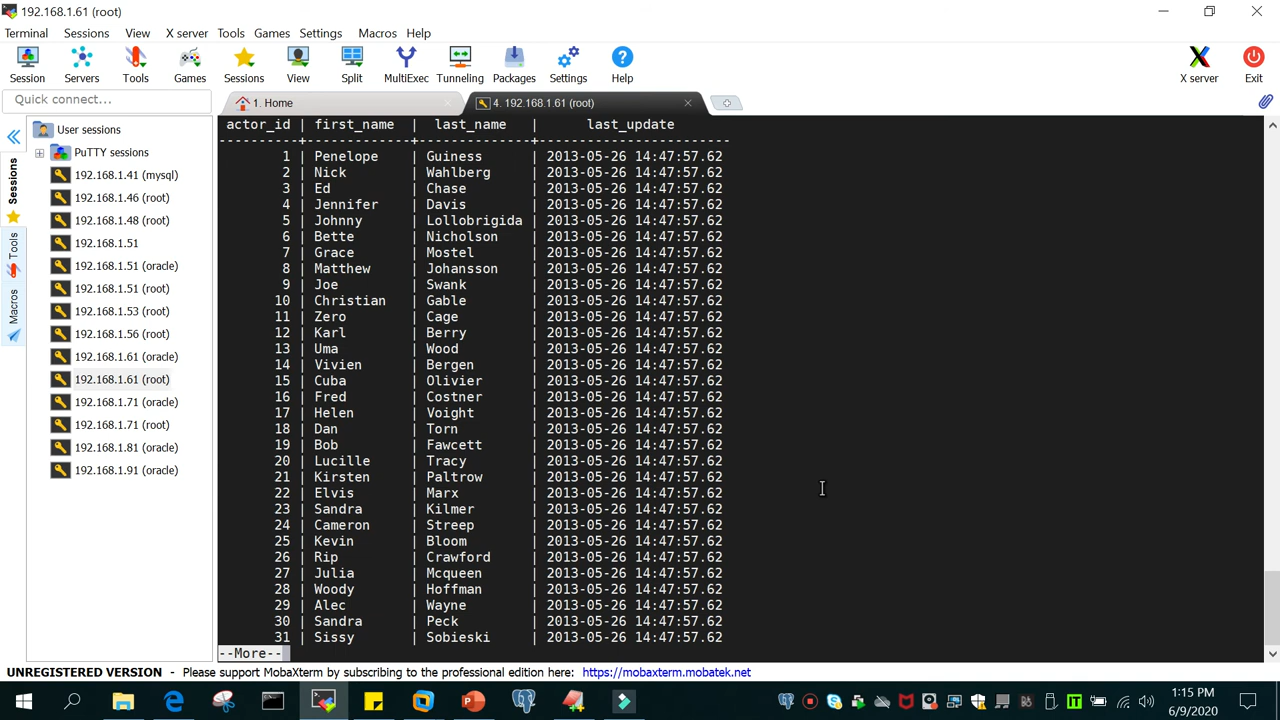 192.168.1.61 (root)
Terminal Sessions View X server Tools Games Settings Macros Help
Session Servers Tools Games Sessions View Split MultiExec Tunneling Packages Settings Help X server Exit
Quick connect...
1. Home
4. 192.168.1.61 (root)
Sessions
Tools
Macros
User sessions
PuTTY sessions
192.168.1.41 (mysql)
192.168.1.46 (root)
192.168.1.48 (root)
192.168.1.51
192.168.1.51 (oracle)
192.168.1.51 (root)
192.168.1.53 (root)
192.168.1.56 (root)
192.168.1.61 (oracle)
192.168.1.61 (root)
192.168.1.71 (oracle)
192.168.1.71 (root)
192.168.1.81 (oracle)
192.168.1.91 (oracle)
actor_id | first_name | last_name | last_update
----------+------------+--------------+------------------------
1 | Penelope | Guiness | 2013-05-26 14:47:57.62
2 | Nick | Wahlberg | 2013-05-26 14:47:57.62
3 | Ed | Chase | 2013-05-26 14:47:57.62
4 | Jennifer | Davis | 2013-05-26 14:47:57.62
5 | Johnny | Lollobrigida | 2013-05-26 14:47:57.62
6 | Bette | Nicholson | 2013-05-26 14:47:57.62
7 | Grace | Mostel | 2013-05-26 14:47:57.62
8 | Matthew | Johansson | 2013-05-26 14:47:57.62
9 | Joe | Swank | 2013-05-26 14:47:57.62
10 | Christian | Gable | 2013-05-26 14:47:57.62
11 | Zero | Cage | 2013-05-26 14:47:57.62
12 | Karl | Berry | 2013-05-26 14:47:57.62
13 | Uma | Wood | 2013-05-26 14:47:57.62
14 | Vivien | Bergen | 2013-05-26 14:47:57.62
15 | Cuba | Olivier | 2013-05-26 14:47:57.62
16 | Fred | Costner | 2013-05-26 14:47:57.62
17 | Helen | Voight | 2013-05-26 14:47:57.62
18 | Dan | Torn | 2013-05-26 14:47:57.62
19 | Bob | Fawcett | 2013-05-26 14:47:57.62
20 | Lucille | Tracy | 2013-05-26 14:47:57.62
21 | Kirsten | Paltrow | 2013-05-26 14:47:57.62
22 | Elvis | Marx | 2013-05-26 14:47:57.62
23 | Sandra | Kilmer | 2013-05-26 14:47:57.62
24 | Cameron | Streep | 2013-05-26 14:47:57.62
25 | Kevin | Bloom | 2013-05-26 14:47:57.62
26 | Rip | Crawford | 2013-05-26 14:47:57.62
27 | Julia | Mcqueen | 2013-05-26 14:47:57.62
28 | Woody | Hoffman | 2013-05-26 14:47:57.62
29 | Alec | Wayne | 2013-05-26 14:47:57.62
30 | Sandra | Peck | 2013-05-26 14:47:57.62
31 | Sissy | Sobieski | 2013-05-26 14:47:57.62
--More--
UNREGISTERED VERSION - Please support MobaXterm by subscribing to the professional edition here: https://mobaxterm.mobatek.net
1:15 PM
6/9/2020